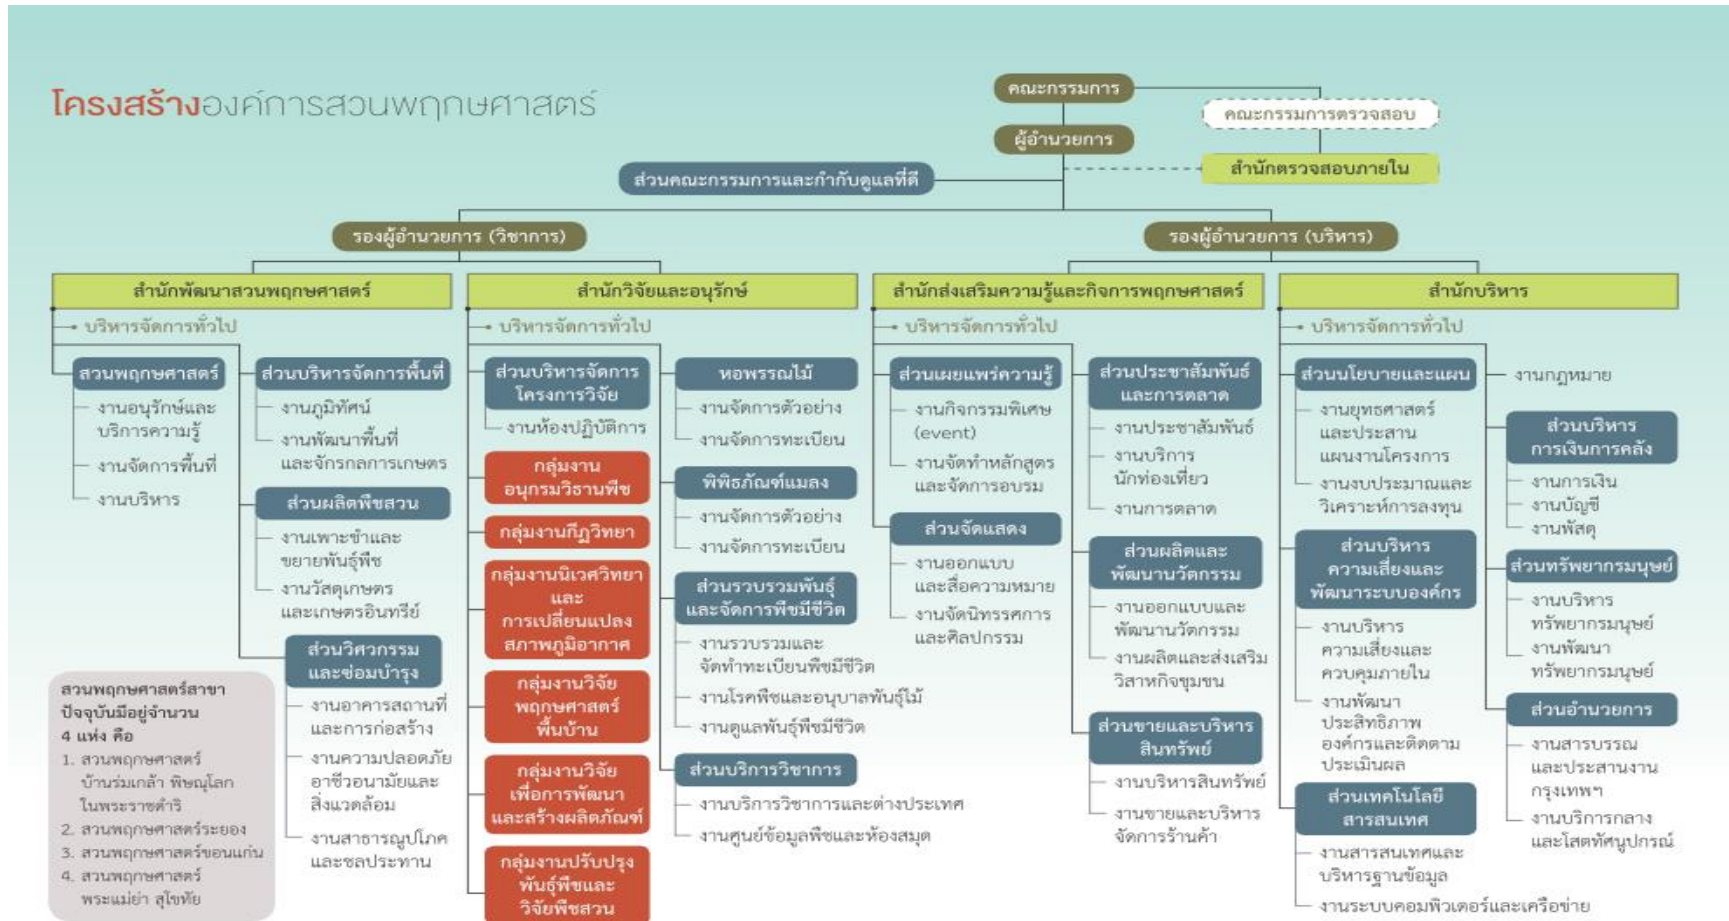 โครงสร้างองค์การสวนพฤกษศาสตร์
คณะกรรมการ
คณะกรรมการตรวจสอบ
ผู้อำนวยการ
สำนักตรวจสอบภายใน
ส่วนคณะกรรมการและกำกับดูแลที่ดี
รองผู้อำนวยการ (วิชาการ)
รองผู้อำนวยการ (บริหาร)
สำนักพัฒนาสวนพฤกษศาสตร์
บริหารจัดการทั่วไป
สวนพฤกษศาสตร์
งานอนุรักษ์และ
บริการความรู้
งานจัดการพื้นที่
งานบริหาร
ส่วนบริหารจัดการพื้นที่
งานภูมิทัศน์
งานพัฒนาพื้นที่
และจักรกลการเกษตร
ส่วนผลิตพืชสวน
งานเพาะชำและ
ขยายพันธุ์พืช
งานวัสดุเกษตร
และเกษตรอินทรีย์
ส่วนวิศวกรรม
และซ่อมบำรุง
งานอาคารสถานที่
และการก่อสร้าง
งานความปลอดภัย
อาชีวอนามัยและ
สิ่งแวดล้อม
งานสาธารณูปโภค
และชลประทาน
สวนพฤกษศาสตร์สาขา
ปัจจุบันมีอยู่จำนวน
4 แห่ง คือ
1. สวนพฤกษศาสตร์
บ้านร่มเกล้า พิษณุโลก
ในพระราชดำริ
2. สวนพฤกษศาสตร์ระยอง
3. สวนพฤกษศาสตร์ขอนแก่น
4. สวนพฤกษศาสตร์
พระแม่ย่า สุโขทัย
สำนักวิจัยและอนุรักษ์
บริหารจัดการทั่วไป
ส่วนบริหารจัดการ
โครงการวิจัย
งานห้องปฏิบัติการ
กลุ่มงาน
อนุกรมวิธานพืช
กลุ่มงานกีฏวิทยา
กลุ่มงานนิเวศวิทยา
และ
การเปลี่ยนแปลง
สภาพภูมิอากาศ
กลุ่มงานวิจัย
พฤกษศาสตร์
พื้นบ้าน
กลุ่มงานวิจัย
เพื่อการพัฒนา
และสร้างผลิตภัณฑ์
กลุ่มงานปรับปรุง
พันธุ์พืชและ
วิจัยพืชสวน
หอพรรณไม้
งานจัดการตัวอย่าง
งานจัดการทะเบียน
พิพิธภัณฑ์แมลง
งานจัดการตัวอย่าง
งานจัดการทะเบียน
ส่วนรวบรวมพันธุ์
และจัดการพืชมีชีวิต
งานรวบรวมและ
จัดทำทะเบียนพืชมีชีวิต
งานโรคพืชและอนุบาลพันธุ์ไม้
งานดูแลพันธุ์พืชมีชีวิต
ส่วนบริการวิชาการ
งานบริการวิชาการและต่างประเทศ
งานศูนย์ข้อมูลพืชและห้องสมุด
สำนักส่งเสริมความรู้และกิจการพฤกษศาสตร์
บริหารจัดการทั่วไป
ส่วนเผยแพร่ความรู้
งานกิจกรรมพิเศษ
(event)
งานจัดทำหลักสูตร
และจัดการอบรม
ส่วนจัดแสดง
งานออกแบบ
และสื่อความหมาย
งานจัดนิทรรศการ
และศิลปกรรม
ส่วนประชาสัมพันธ์
และการตลาด
งานประชาสัมพันธ์
งานบริการ
นักท่องเที่ยว
งานการตลาด
ส่วนผลิตและ
พัฒนานวัตกรรม
งานออกแบบและ
พัฒนานวัตกรรม
งานผลิตและส่งเสริม
วิสาหกิจชุมชน
ส่วนขายและบริหาร
สินทรัพย์
งานบริหารสินทรัพย์
งานขายและบริหาร
จัดการร้านค้า
สำนักบริหาร
บริหารจัดการทั่วไป
ส่วนนโยบายและแผน
งานยุทธศาสตร์
และประสาน
แผนงานโครงการ
งานงบประมาณและ
วิเคราะห์การลงทุน
ส่วนบริหาร
ความเสี่ยงและ
พัฒนาระบบองค์กร
งานบริหาร
ความเสี่ยงและ
ควบคุมภายใน
งานพัฒนา
ประสิทธิภาพ
องค์กรและติดตาม
ประเมินผล
ส่วนเทคโนโลยี
สารสนเทศ
งานสารสนเทศและ
บริหารฐานข้อมูล
งานระบบคอมพิวเตอร์และเครือข่าย
งานกฎหมาย
ส่วนบริหาร
การเงินการคลัง
งานการเงิน
งานบัญชี
งานพัสดุ
ส่วนทรัพยากรมนุษย์
งานบริหาร
ทรัพยากรมนุษย์
งานพัฒนา
ทรัพยากรมนุษย์
ส่วนอำนวยการ
งานสารบรรณ
และประสานงาน
กรุงเทพฯ
งานบริการกลาง
และโสตทัศนูปกรณ์